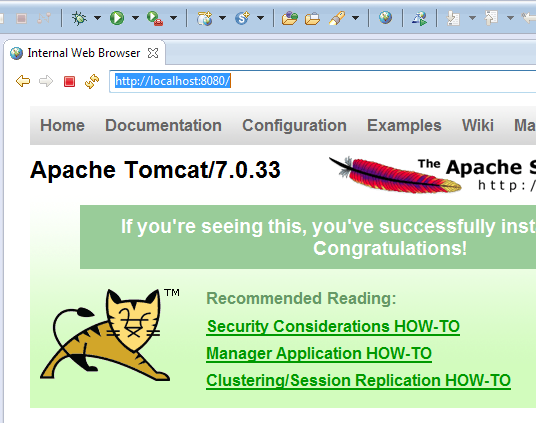 Internal Web Browser
http://localhost:8080/
Home Documentation Configuration Examples Wiki Ma
Apache Tomcat/7.0.33
The Apache S
http:/
If you're seeing this, you've successfully inst
Congratulations!
TM
Recommended Reading:
Security Considerations HOW-TO
Manager Application HOW-TO
Clustering/Session Replication HOW-TO